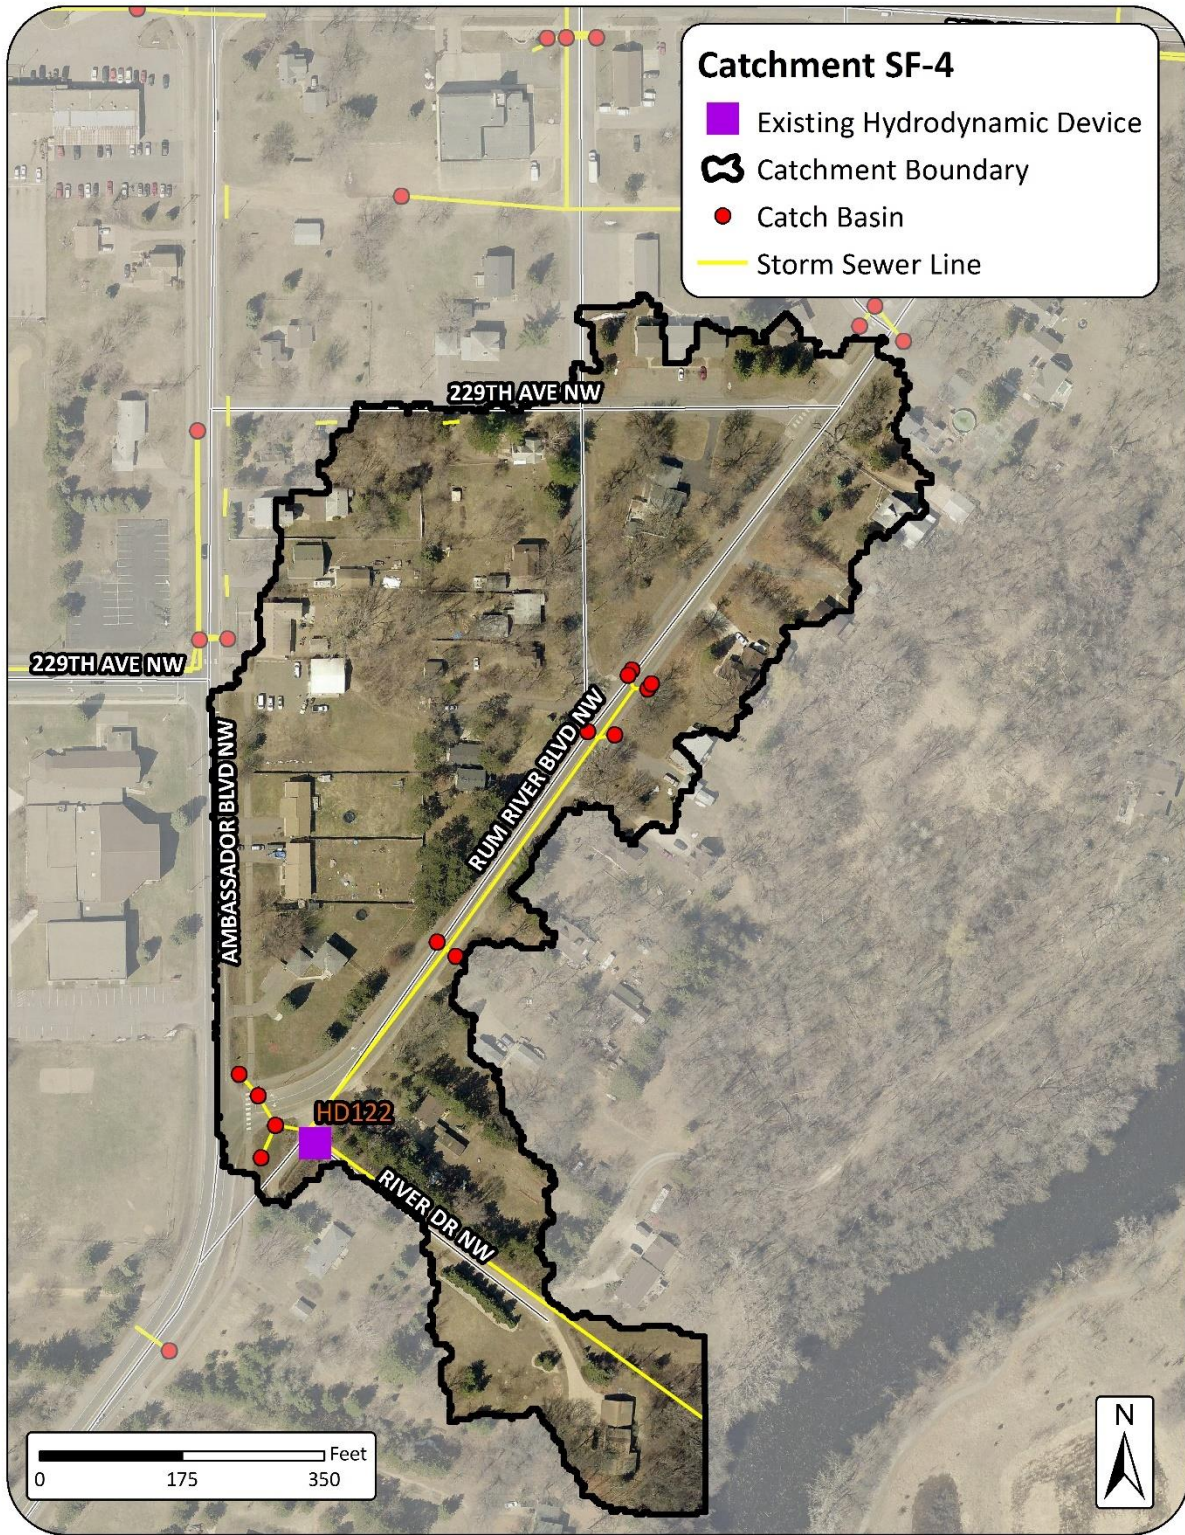 Catchment SF-4
Existing Hydrodynamic Device
Catchment Boundary
Catch Basin
Storm Sewer Line
229TH AVE NW
229TH AVE NW
AMBASSADOR BLVD NW
RUM RIVER BLVD NW
HD122
RIVER DR NW
Feet
0 175 350
N